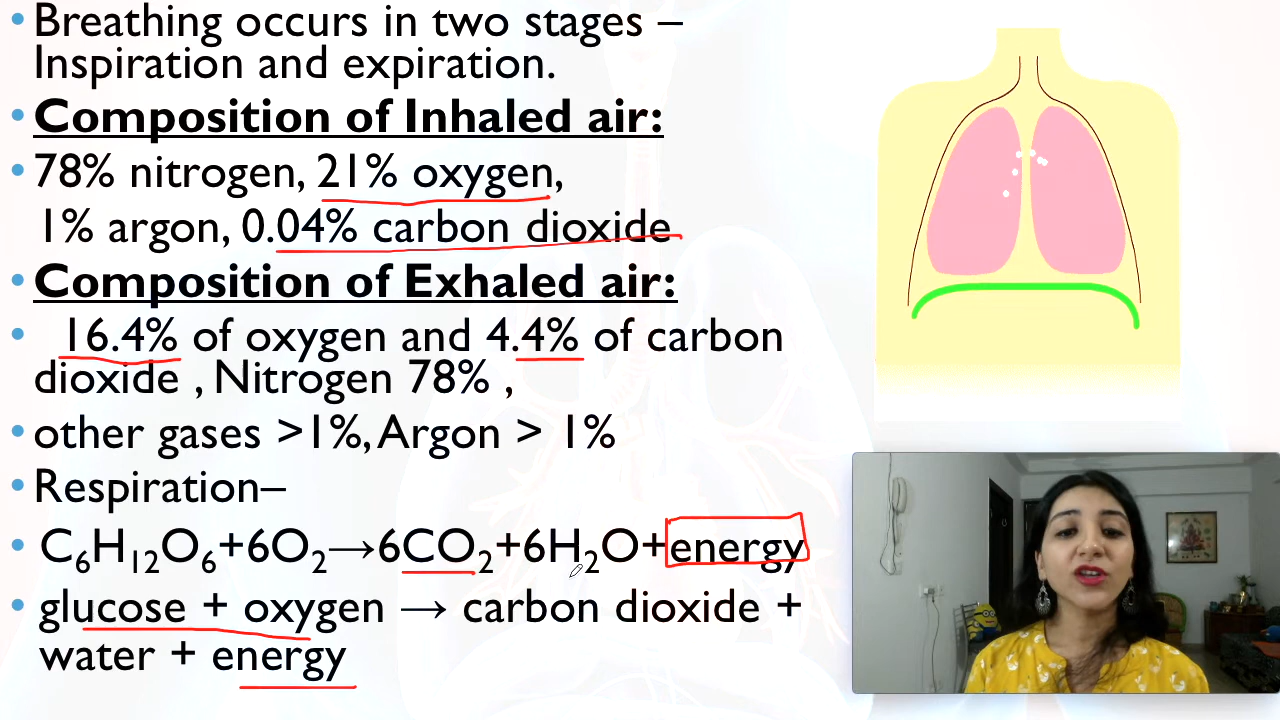 • Breathing occurs in two stages –
Inspiration and expiration.
• Composition of Inhaled air:
• 78% nitrogen, 21% oxygen,
1% argon, 0.04% carbon dioxide
• Composition of Exhaled air:
• 16.4% of oxygen and 4.4% of carbon
dioxide , Nitrogen 78% ,
• other gases >1%, Argon > 1%
• Respiration–
• C₆H₁₂O₆+6O₂→6CO₂+6H₂O+energy
• glucose + oxygen → carbon dioxide +
water + energy